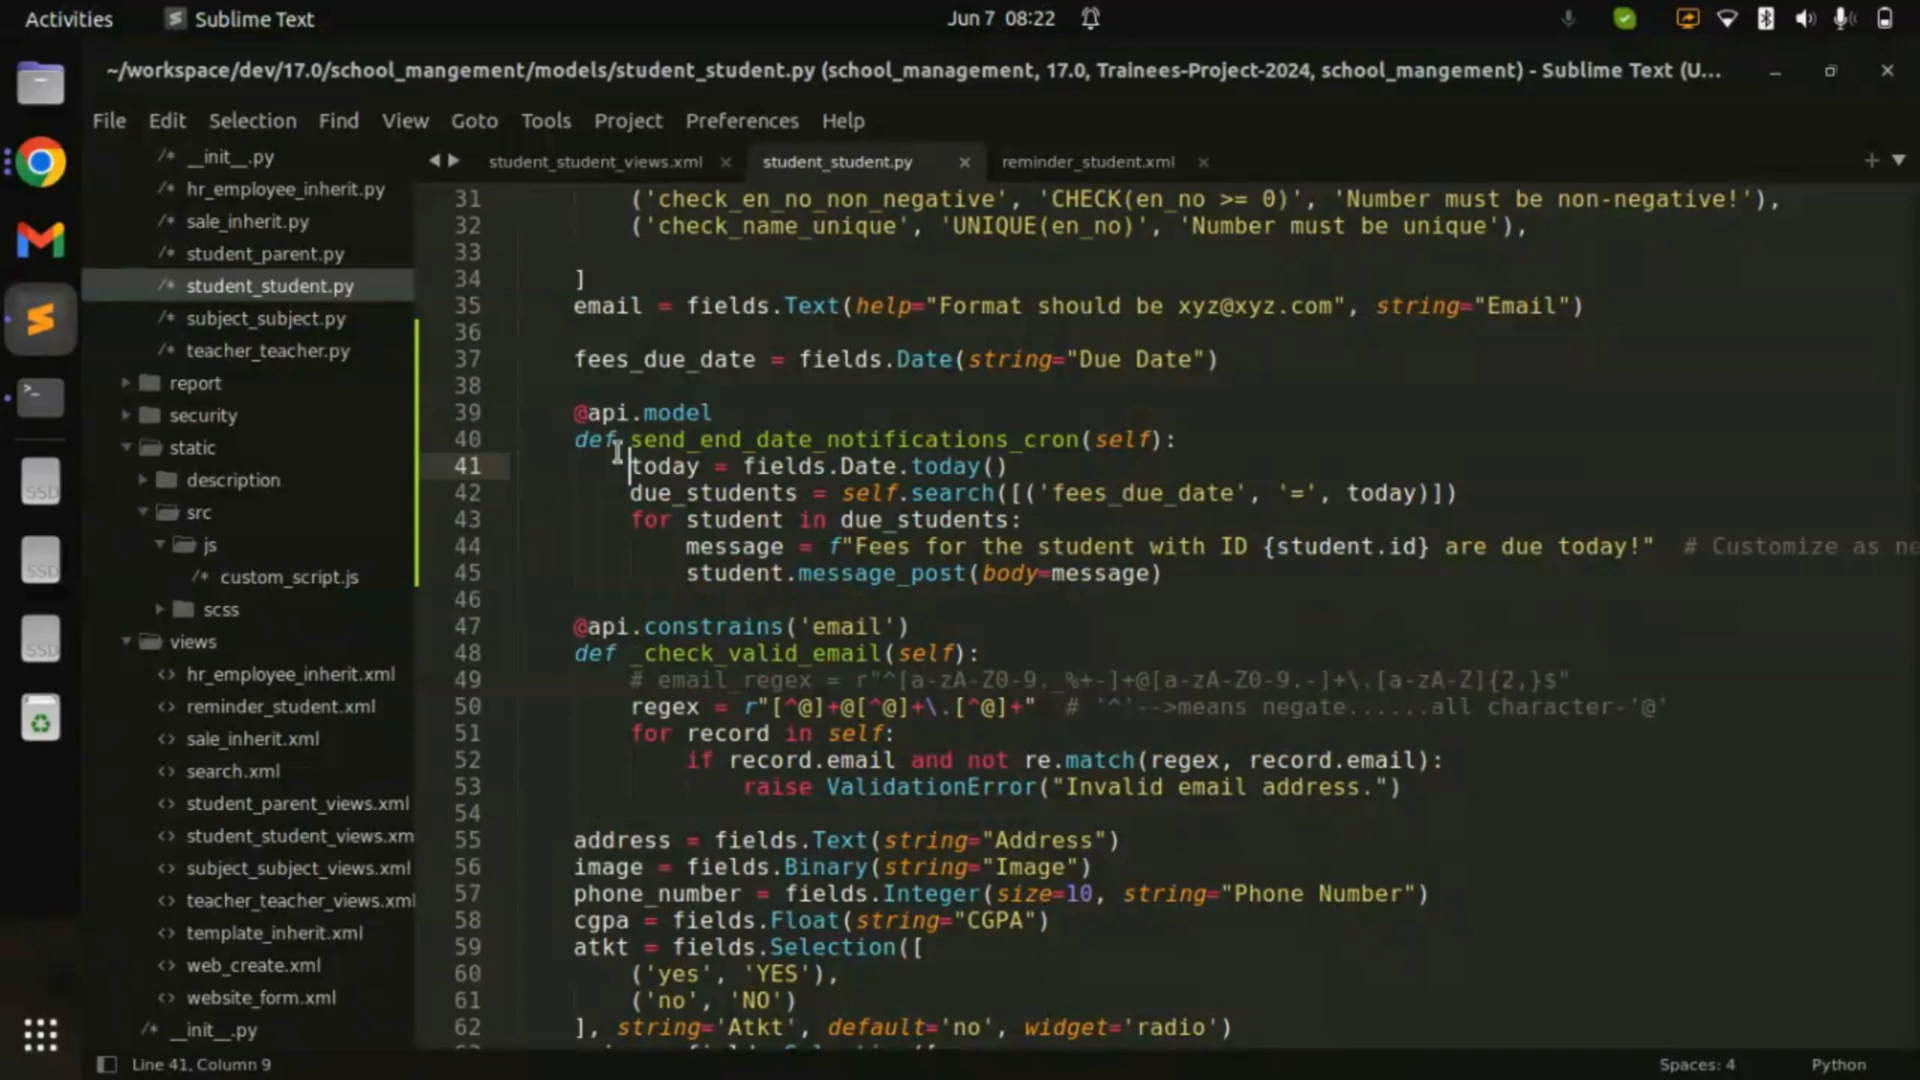 Activities
Sublime Text
Jun 7 08:22
~/workspace/dev/17.0/school_mangement/models/student_student.py (school_management, 17.0, Trainees-Project-2024, school_mangement) - Sublime Text (U...
File Edit Selection Find View Goto Tools Project Preferences Help
/* __init__.py
/* hr_employee_inherit.py
/* sale_inherit.py
/* student_parent.py
/* student_student.py
/* subject_subject.py
/* teacher_teacher.py
report
security
static
description
src
js
/* custom_script.js
scss
views
<> hr_employee_inherit.xml
<> reminder_student.xml
<> sale_inherit.xml
<> search.xml
<> student_parent_views.xml
<> student_student_views.xm
<> subject_subject_views.xml
<> teacher_teacher_views.xml
<> template_inherit.xml
<> web_create.xml
<> website_form.xml
/* __init__.py
SSD
SSD
SSD
student_student_views.xml
student_student.py
reminder_student.xml
31 ('check_en_no_non_negative', 'CHECK(en_no >= 0)', 'Number must be non-negative!'),
32 ('check_name_unique', 'UNIQUE(en_no)', 'Number must be unique'),
33
34 ]
35 email = fields.Text(help="Format should be xyz@xyz.com", string="Email")
36
37 fees_due_date = fields.Date(string="Due Date")
38
39 @api.model
40 def send_end_date_notifications_cron(self):
41 today = fields.Date.today()
42 due_students = self.search([('fees_due_date', '=', today)])
43 for student in due_students:
44 message = f"Fees for the student with ID {student.id} are due today!" # Customize as ne
45 student.message_post(body=message)
46
47 @api.constrains('email')
48 def _check_valid_email(self):
49 # email_regex = r"^[a-zA-Z0-9._%+-]+@[a-zA-Z0-9.-]+\.[a-zA-Z]{2,}$"
50 regex = r"[^@]+@[^@]+\.[^@]+" # '^'-->means negate......all character-'@'
51 for record in self:
52 if record.email and not re.match(regex, record.email):
53 raise ValidationError("Invalid email address.")
54
55 address = fields.Text(string="Address")
56 image = fields.Binary(string="Image")
57 phone_number = fields.Integer(size=10, string="Phone Number")
58 cgpa = fields.Float(string="CGPA")
59 atkt = fields.Selection([
60 ('yes', 'YES'),
61 ('no', 'NO')
62 ], string='Atkt', default='no', widget='radio')
Line 41, Column 9
Spaces: 4
Python